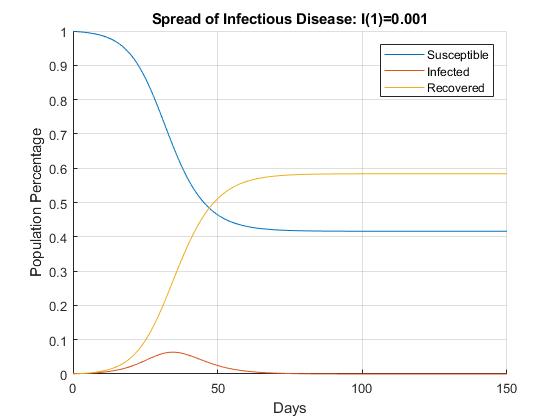 Spread of Infectious Disease: I(1)=0.001
Susceptible
Infected
Recovered
Population Percentage
1
0.9
0.8
0.7
0.6
0.5
0.4
0.3
0.2
0.1
0
0 50 100 150
Days